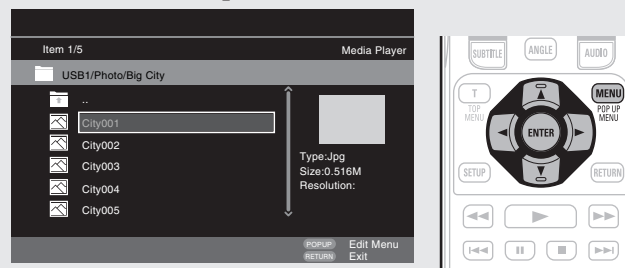 Item 1/5
Media Player
USB1/Photo/Big City
..
City001
City002
City003
City004
City005
Type:Jpg
Size:0.516M
Resolution:
POPUP Edit Menu
RETURN Exit
SUBTITLE
ANGLE
AUDIO
T
TOP
MENU
MENU
POP UP
MENU
ENTER
SETUP
RETURN